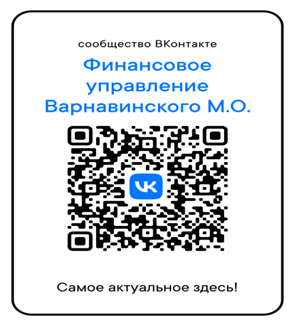 сообщество ВКонтакте
Финансовое
управление
Варнавинского М.О.
Самое актуальное здесь!